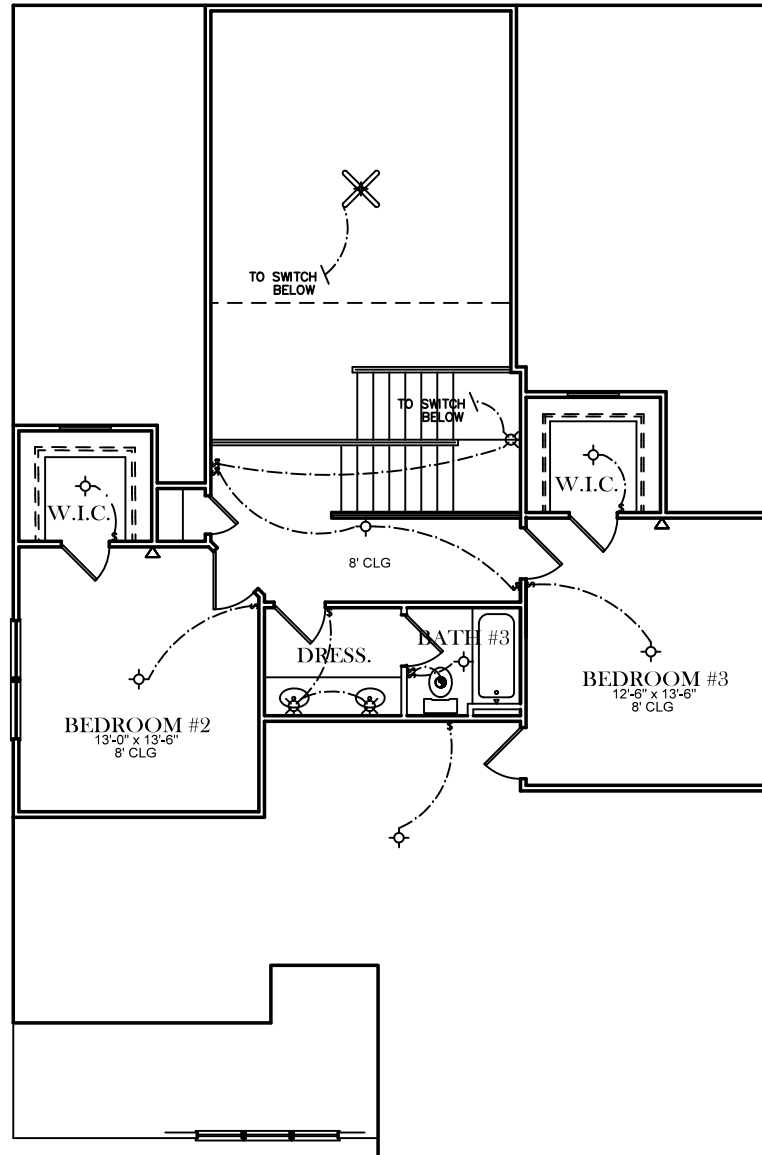 TO SWITCH
BELOW
TO SWITCH
BELOW
W.I.C.
W.I.C.
8' CLG
DRESS.
BATH #3
BEDROOM #3
12'-6" x 13'-6"
8' CLG
BEDROOM #2
13'-0" x 13'-6"
8' CLG